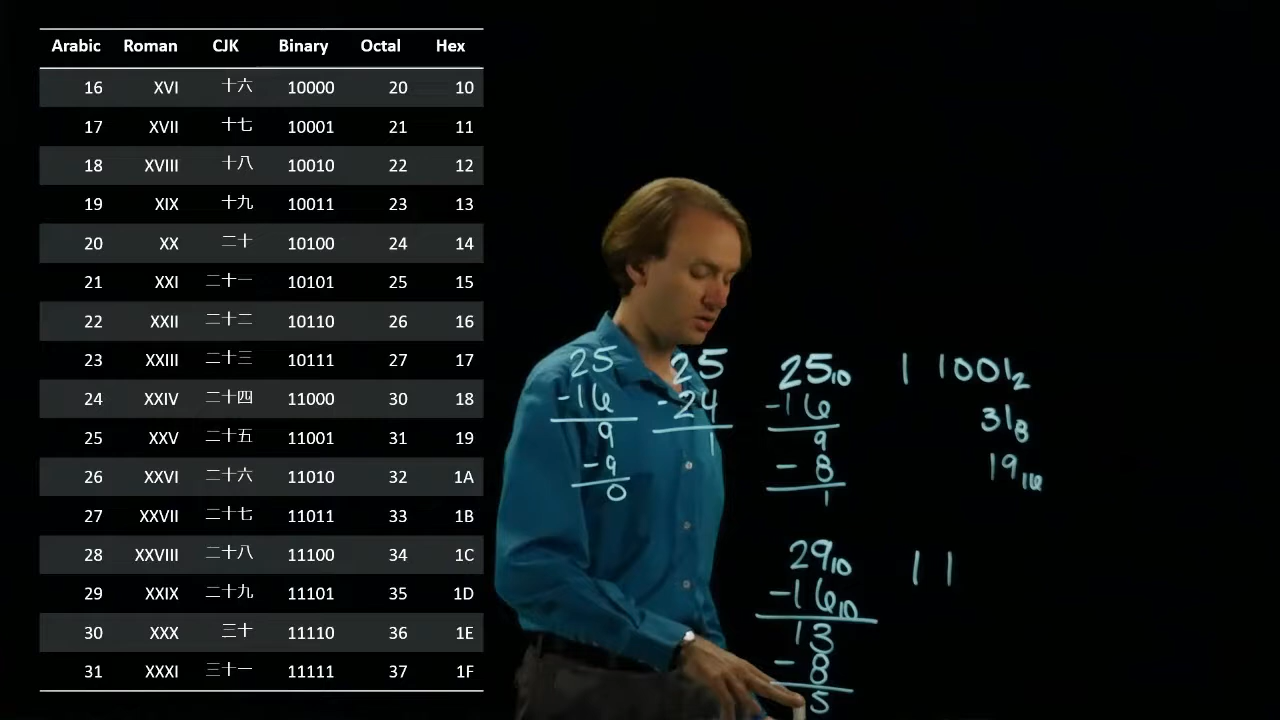 Arabic Roman CJK Binary Octal Hex
16 XVI 十六 10000 20 10
17 XVII 十七 10001 21 11
18 XVIII 十八 10010 22 12
19 XIX 十九 10011 23 13
20 XX 二十 10100 24 14
21 XXI 二十一 10101 25 15
22 XXII 二十二 10110 26 16
23 XXIII 二十三 10111 27 17
24 XXIV 二十四 11000 30 18
25 XXV 二十五 11001 31 19
26 XXVI 二十六 11010 32 1A
27 XXVII 二十七 11011 33 1B
28 XXVIII 二十八 11100 34 1C
29 XXIX 二十九 11101 35 1D
30 XXX 三十 11110 36 1E
31 XXXI 三十一 11111 37 1F
25
-16
9
-9
0
25
-24
1
25₁₀
-16
9
-8
1
11001₂
31₈
19₁₆
29₁₀
-16₁₀
13
-8
5
11